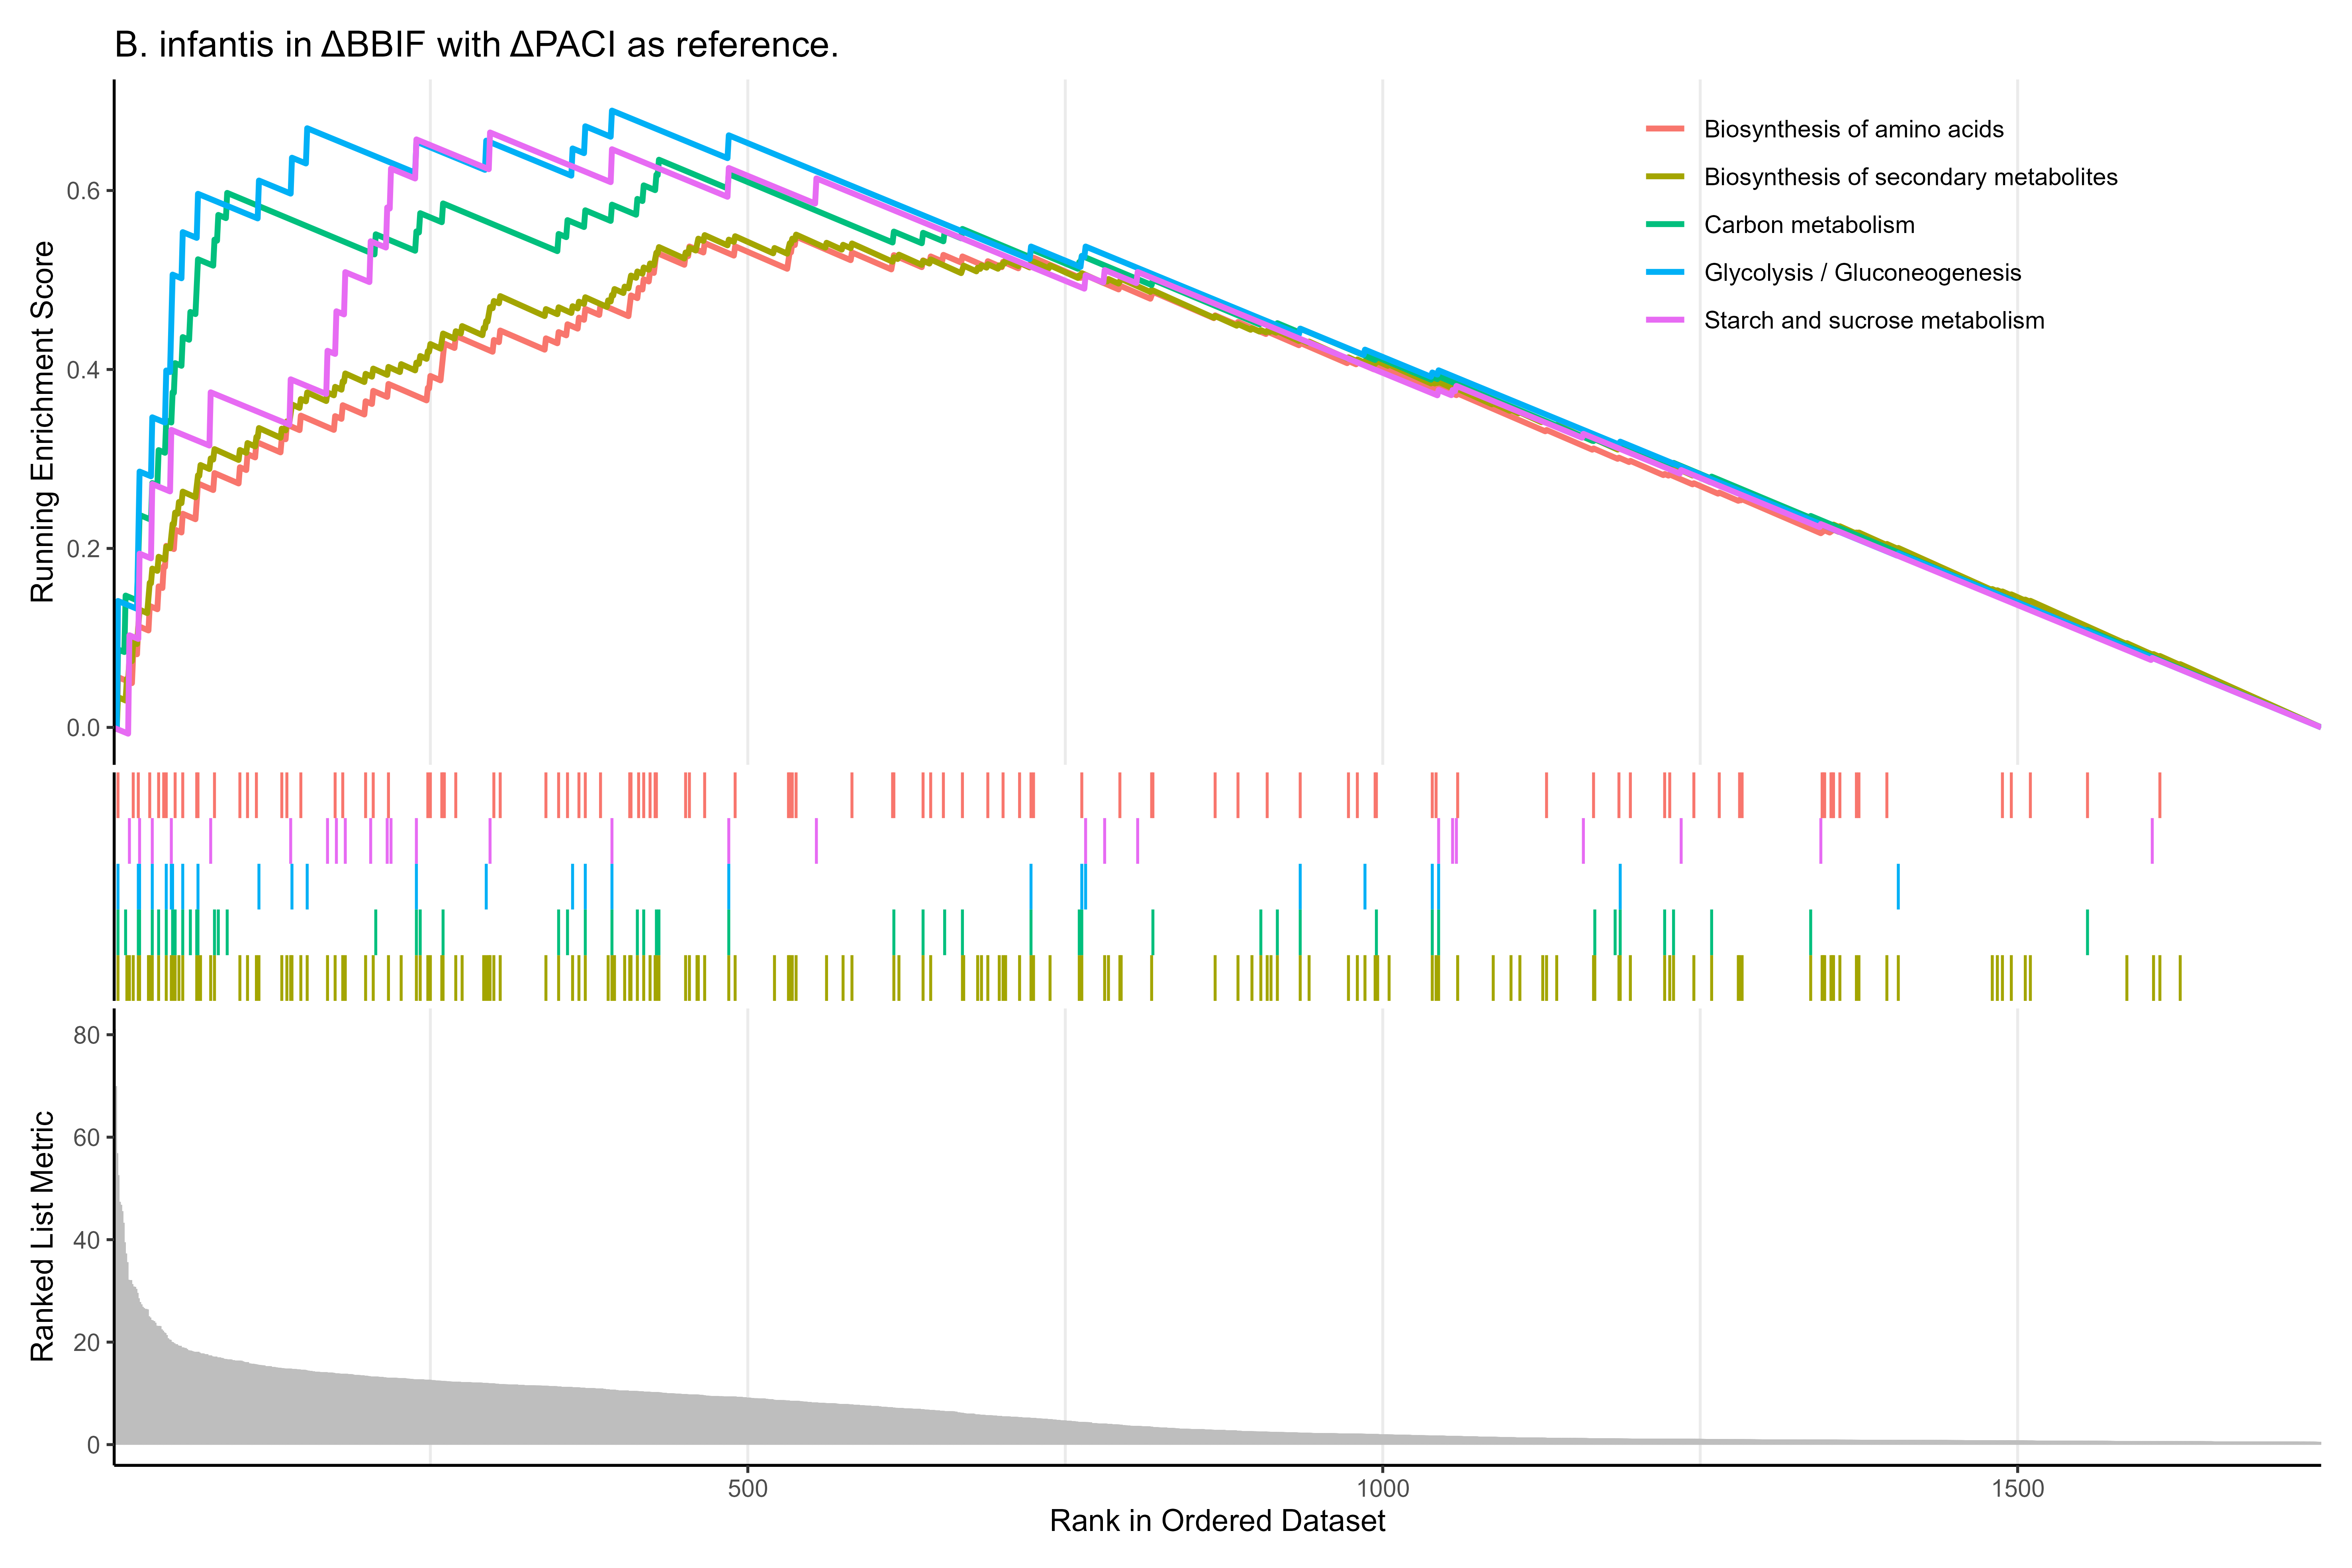 B. infantis in ΔBBIF with ΔPACI as reference.
Running Enrichment Score
0.6
0.4
0.2
0.0
Biosynthesis of amino acids
Biosynthesis of secondary metabolites
Carbon metabolism
Glycolysis / Gluconeogenesis
Starch and sucrose metabolism
Ranked List Metric
80
60
40
20
0
500
1000
1500
Rank in Ordered Dataset